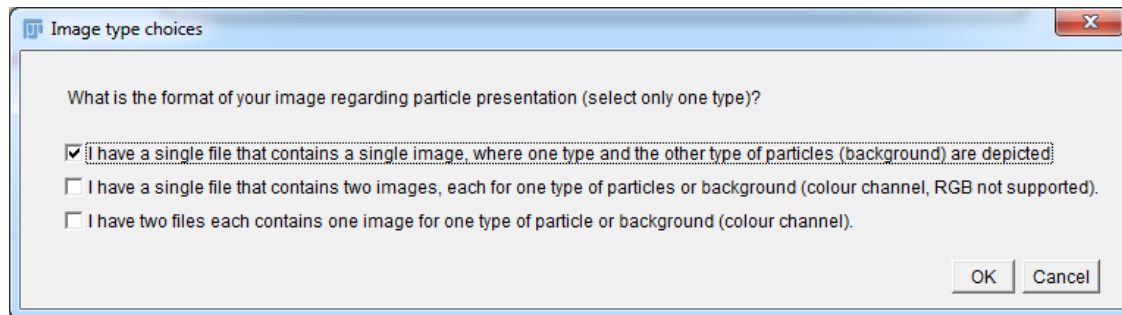 Image type choices
What is the format of your image regarding particle presentation (select only one type)?
I have a single file that contains a single image, where one type and the other type of particles (background) are depicted
I have a single file that contains two images, each for one type of particles or background (colour channel, RGB not supported).
I have two files each contains one image for one type of particle or background (colour channel).
OK Cancel